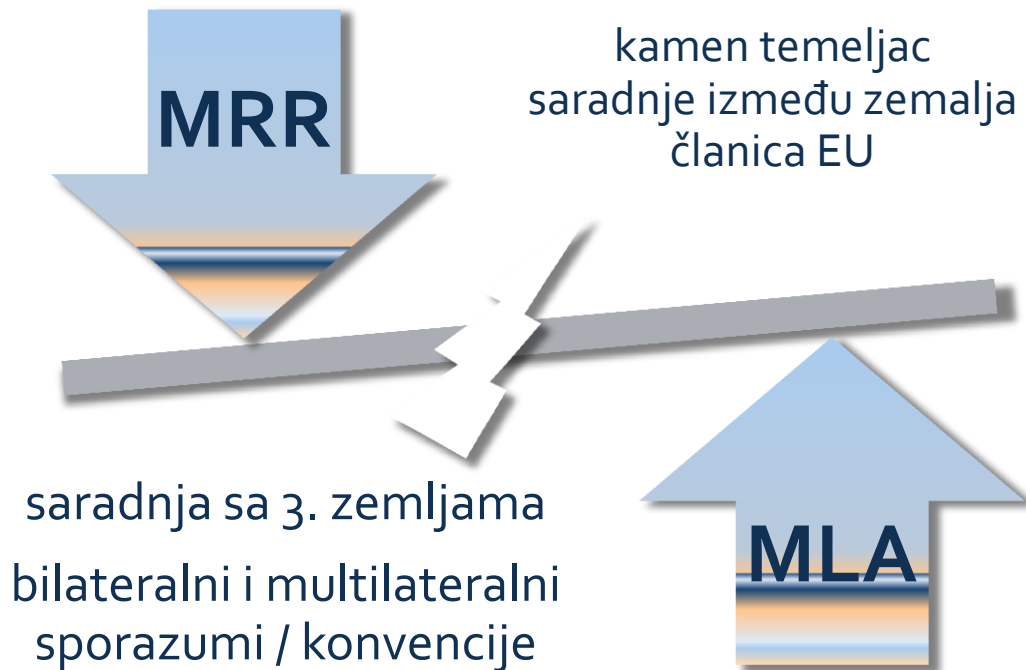 MRR
kamen temeljac
saradnje između zemalja
članica EU
saradnja sa 3. zemljama
bilateralni i multilateralni
sporazumi / konvencije
MLA